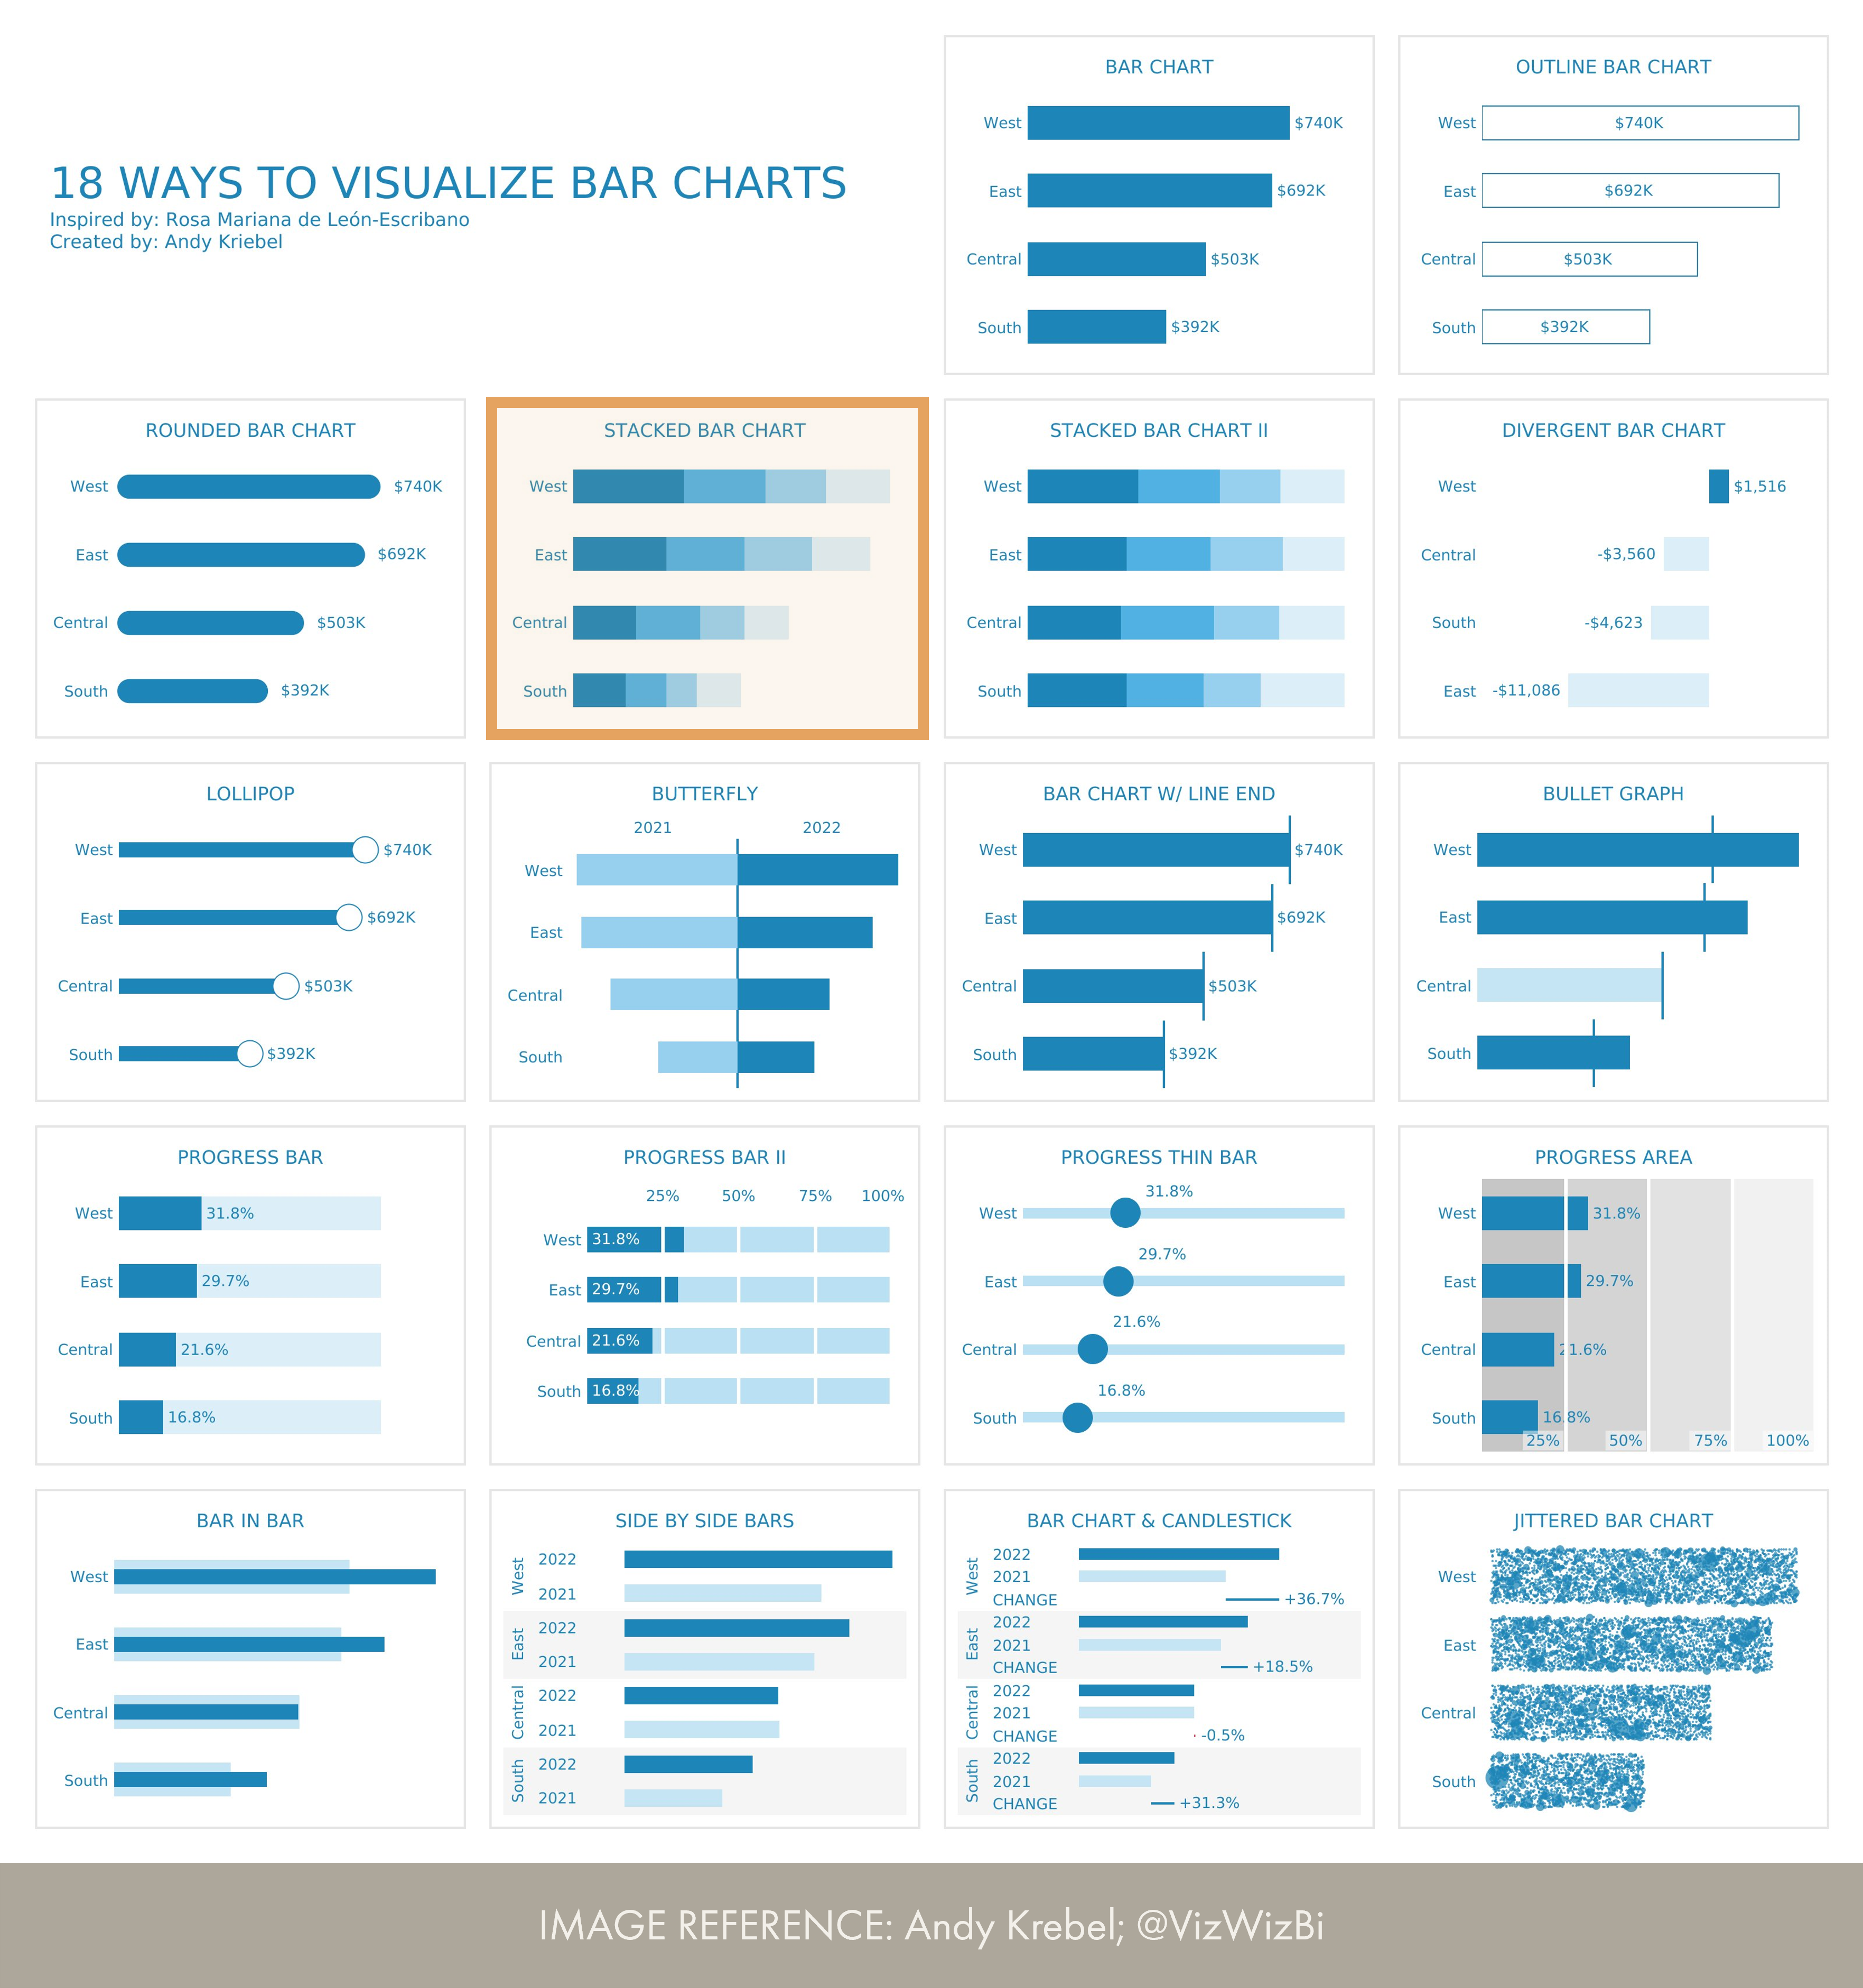 18 WAYS TO VISUALIZE BAR CHARTS
Inspired by: Rosa Mariana de León-Escribano
Created by: Andy Kriebel
BAR CHART
West $740K
East $692K
Central $503K
South $392K
OUTLINE BAR CHART
West $740K
East $692K
Central $503K
South $392K
ROUNDED BAR CHART
West $740K
East $692K
Central $503K
South $392K
STACKED BAR CHART
West
East
Central
South
STACKED BAR CHART II
West
East
Central
South
DIVERGENT BAR CHART
West $1,516
Central -$3,560
South -$4,623
East -$11,086
LOLLIPOP
West $740K
East $692K
Central $503K
South $392K
BUTTERFLY
2021 2022
West
East
Central
South
BAR CHART W/ LINE END
West $740K
East $692K
Central $503K
South $392K
BULLET GRAPH
West
East
Central
South
PROGRESS BAR
West 31.8%
East 29.7%
Central 21.6%
South 16.8%
PROGRESS BAR II
25% 50% 75% 100%
West 31.8%
East 29.7%
Central 21.6%
South 16.8%
PROGRESS THIN BAR
31.8%
West
29.7%
East
21.6%
Central
16.8%
South
PROGRESS AREA
West 31.8%
East 29.7%
Central 21.6%
South 16.8%
25% 50% 75% 100%
BAR IN BAR
West
East
Central
South
SIDE BY SIDE BARS
West
2022
2021
East
2022
2021
Central
2022
2021
South
2022
2021
BAR CHART & CANDLESTICK
West
2022
2021
CHANGE +36.7%
East
2022
2021
CHANGE +18.5%
Central
2022
2021
CHANGE -0.5%
South
2022
2021
CHANGE +31.3%
JITTERED BAR CHART
West
East
Central
South
IMAGE REFERENCE: Andy Krebel; @VizWizBi